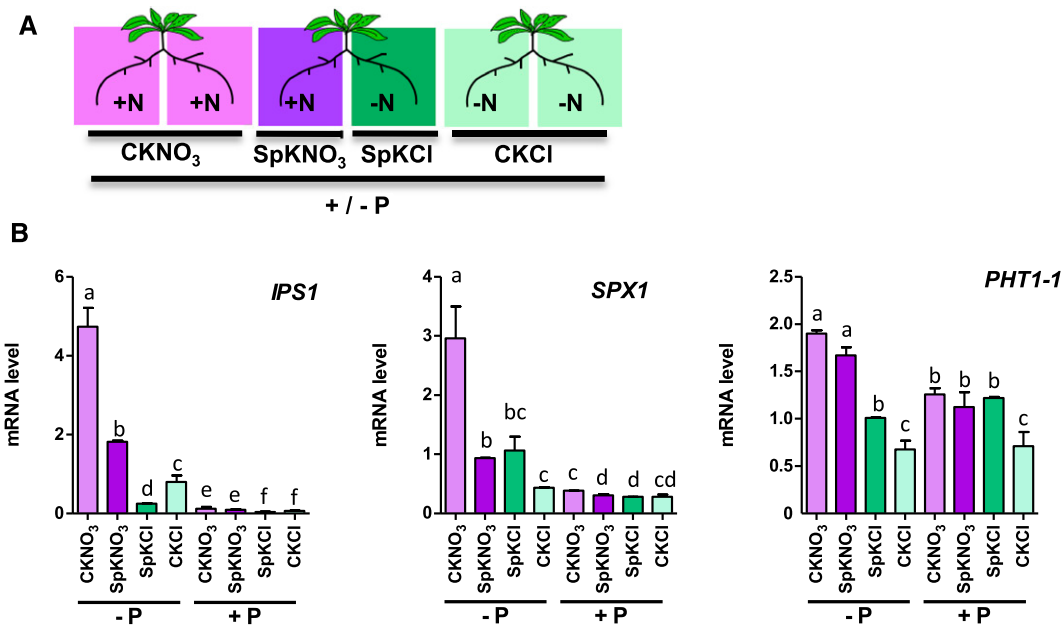 A
+N +N +N -N -N -N
CKNO₃ SpKNO₃ SpKCl CKCl
+ / - P
B
IPS1
mRNA level
6
4
2
0
a b d c e e f f
CKNO₃ SpKNO₃ SpKCl CKCl CKNO₃ SpKNO₃ SpKCl CKCl
- P + P
SPX1
mRNA level
4
3
2
1
0
a b bc c c d d cd
CKNO₃ SpKNO₃ SpKCl CKCl CKNO₃ SpKNO₃ SpKCl CKCl
- P + P
PHT1-1
mRNA level
2.5
2.0
1.5
1.0
0.5
0
a a b c b b b c
CKNO₃ SpKNO₃ SpKCl CKCl CKNO₃ SpKNO₃ SpKCl CKCl
- P + P